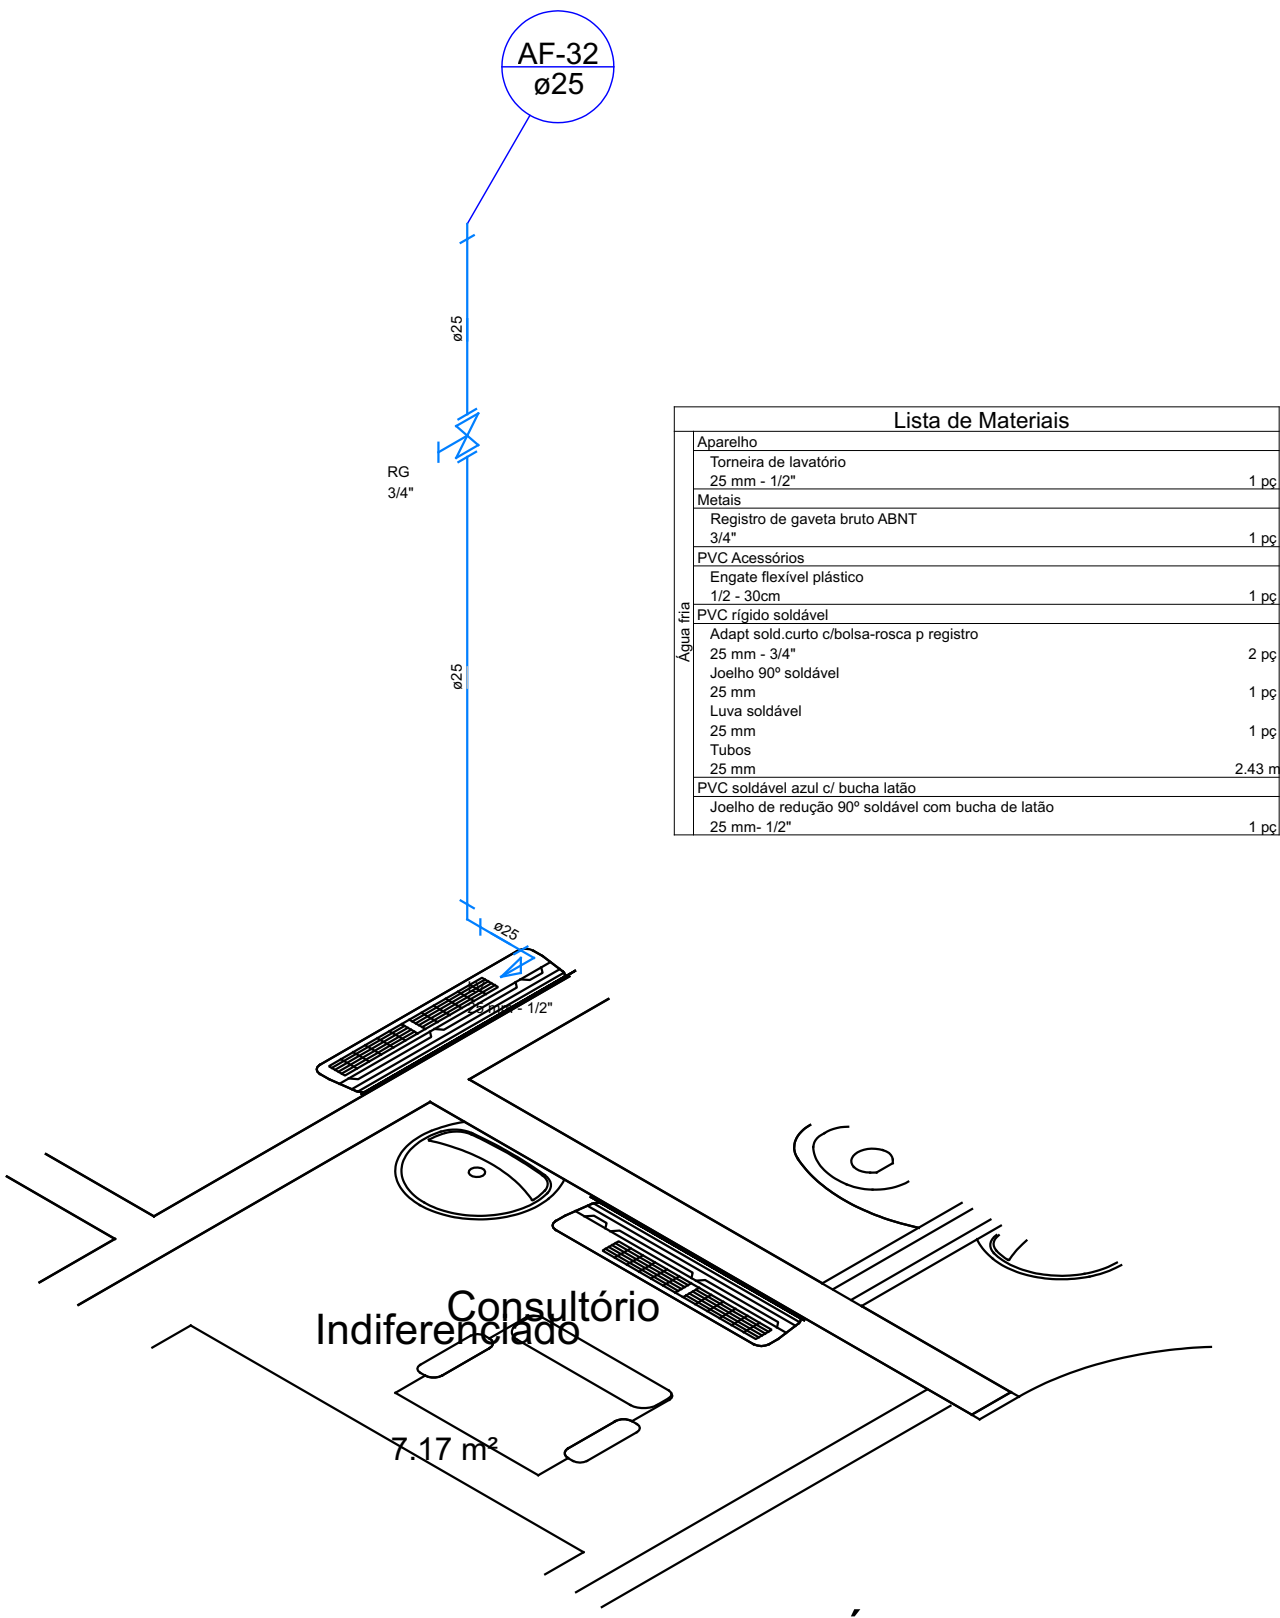 AF-32
ø25
ø25
RG
3/4"
ø25
ø25
25 mm - 1/2"
Lista de Materiais
Água fria
Aparelho
Torneira de lavatório
25 mm - 1/2" 1 pç
Metais
Registro de gaveta bruto ABNT
3/4" 1 pç
PVC Acessórios
Engate flexível plástico
1/2 - 30cm 1 pç
PVC rígido soldável
Adapt sold.curto c/bolsa-rosca p registro
25 mm - 3/4" 2 pç
Joelho 90º soldável
25 mm 1 pç
Luva soldável
25 mm 1 pç
Tubos
25 mm 2.43 m
PVC soldável azul c/ bucha latão
Joelho de redução 90º soldável com bucha de latão
25 mm- 1/2" 1 pç
Consultório
Indiferenciado
7.17 m²